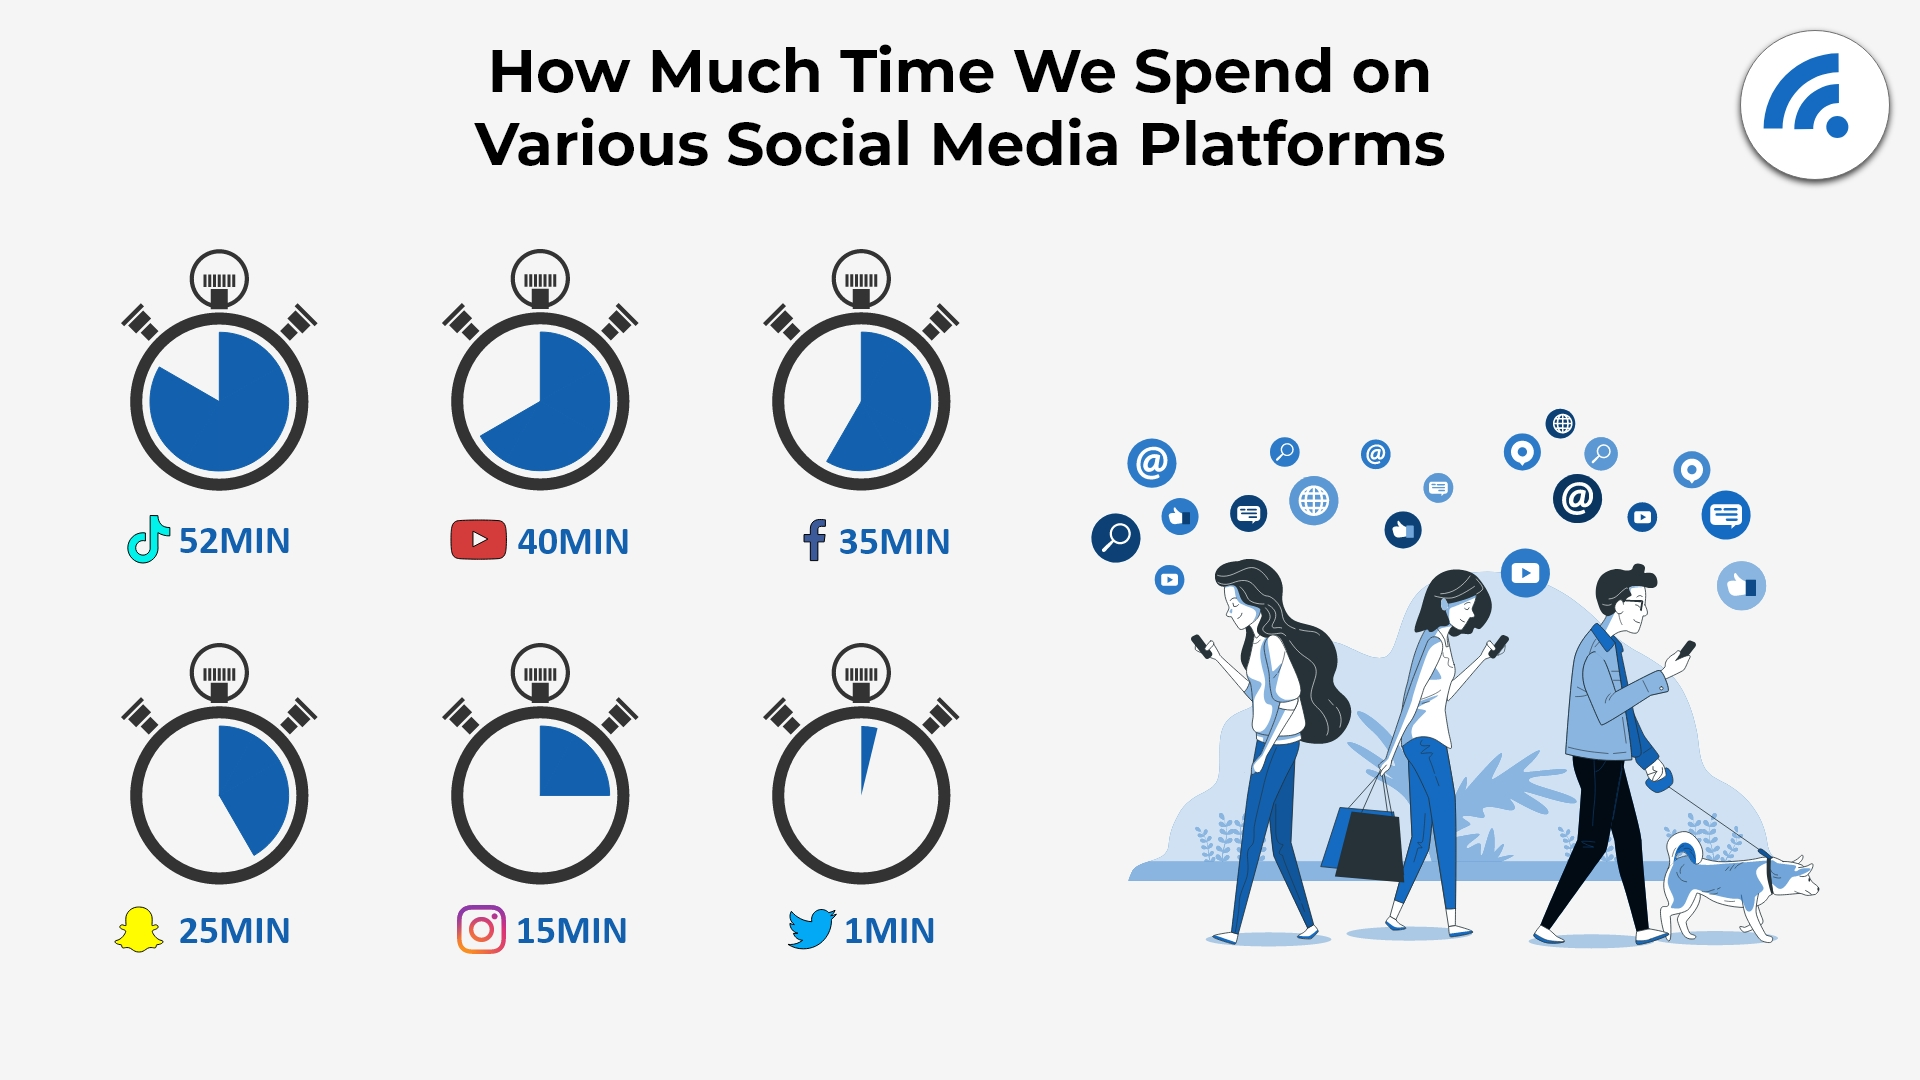 How Much Time We Spend on
Various Social Media Platforms
52MIN
40MIN
35MIN
25MIN
15MIN
1MIN